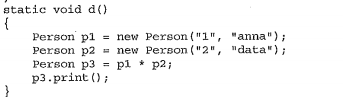 static void d()
{
Person p1 = new Person("1", "anna");
Person p2 = new Person("2", "data");
Person p3 = p1 * p2;
p3.print();
}